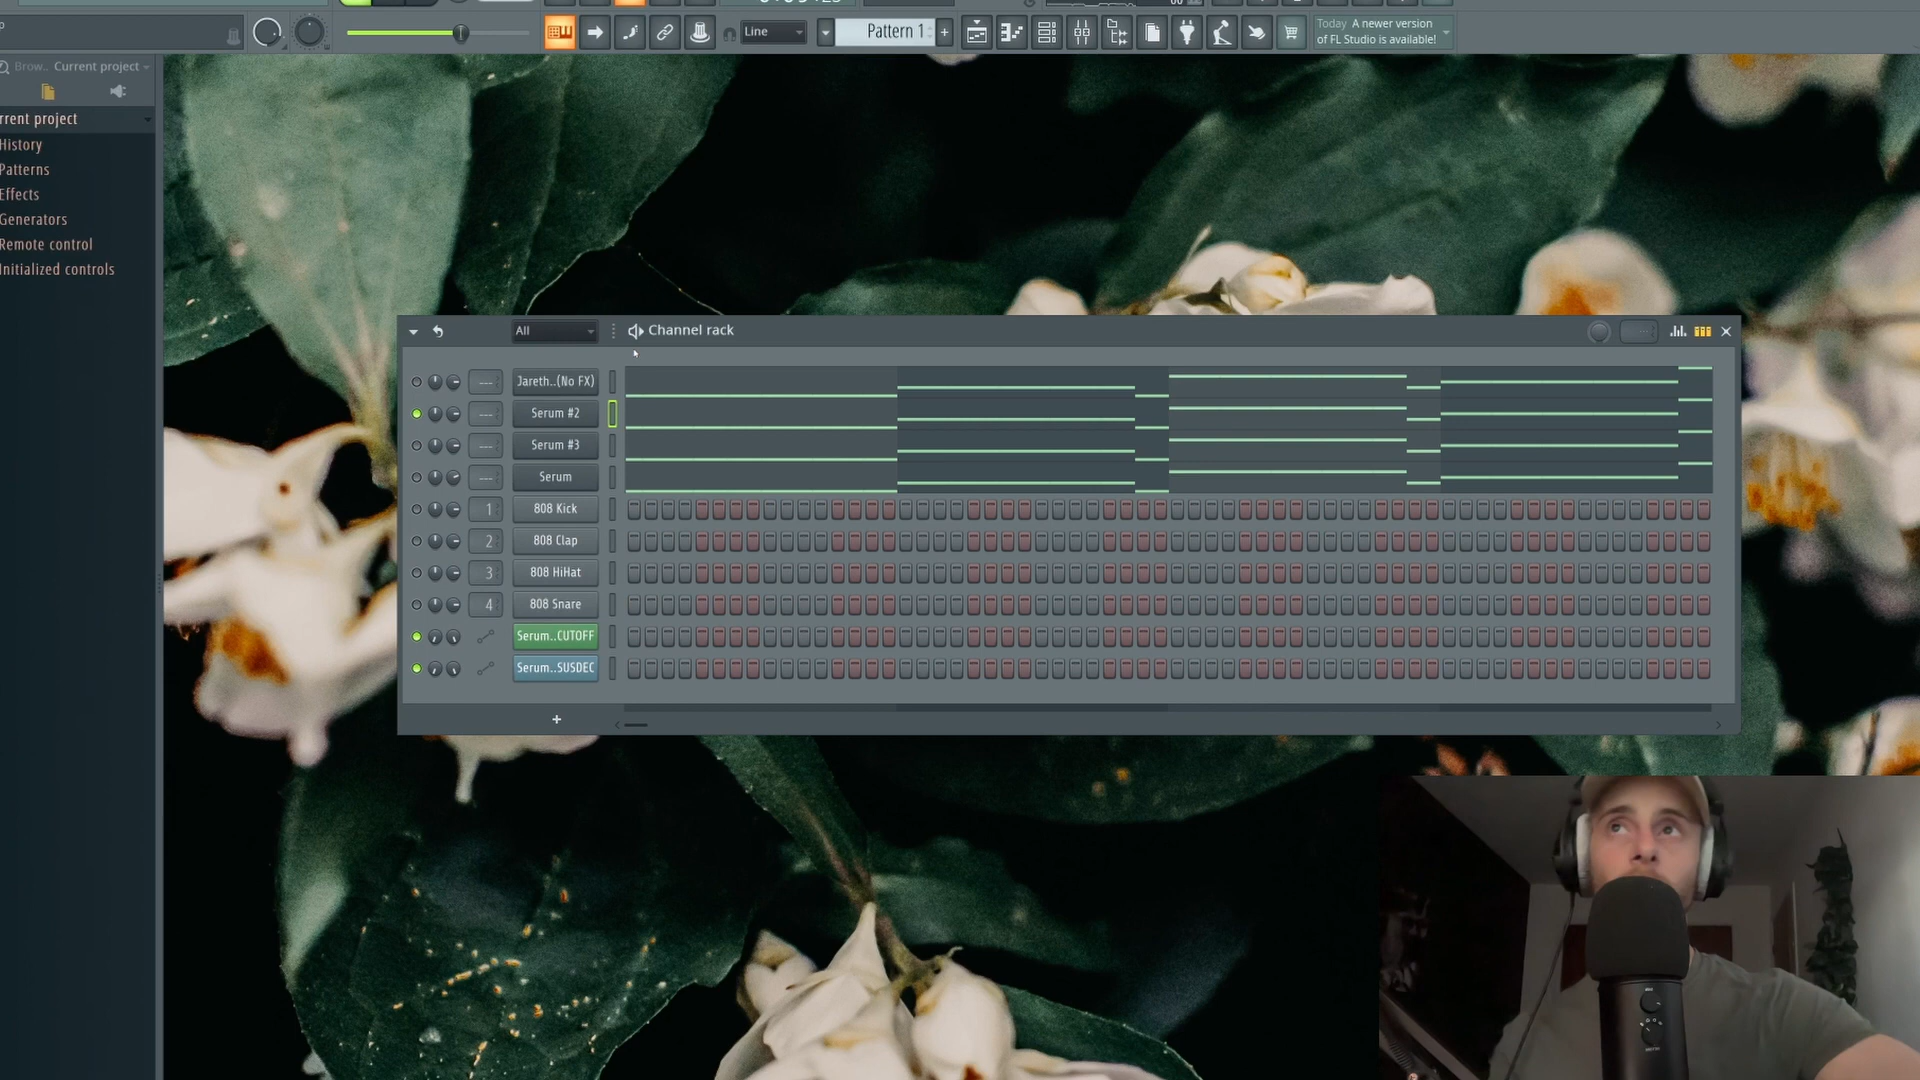 Line
Pattern 1
+
Today A newer version
of FL Studio is available!
Brow.. Current project
rrent project
History
Patterns
Effects
Generators
Remote control
Initialized controls
All
Channel rack
--- Jareth..(No FX)
--- Serum #2
--- Serum #3
--- Serum
1 808 Kick
2 808 Clap
3 808 HiHat
4 808 Snare
Serum..CUTOFF
Serum..SUSDEC
+